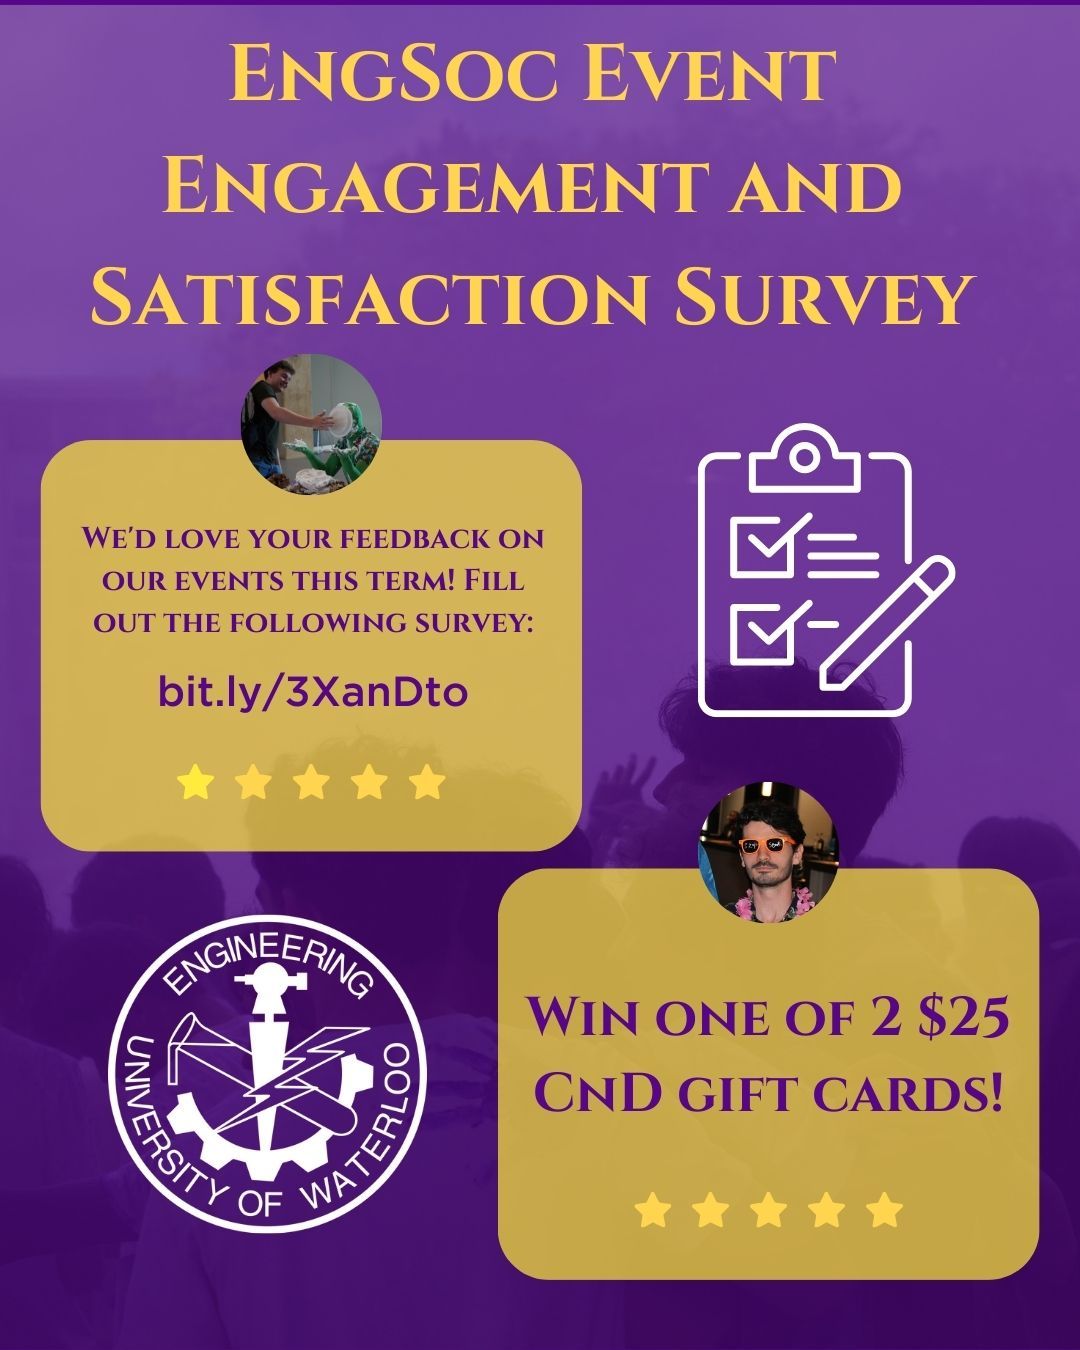 EngSoc Event
Engagement and
Satisfaction Survey
We'd love your feedback on
our events this term! Fill
out the following survey:
bit.ly/3XanDto
ENGINEERING
UNIVERSITY OF WATERLOO
Win one of 2 $25
CnD gift cards!